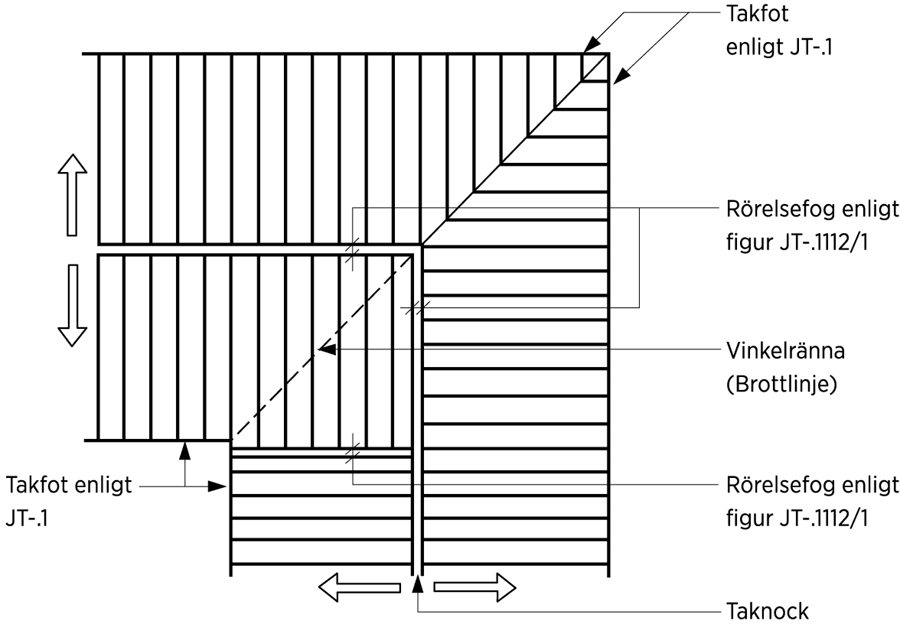 Takfot
enligt JT-.1
Rörelsefog enligt
figur JT-.1112/1
Vinkelränna
(Brottlinje)
Takfot enligt
JT-.1
Rörelsefog enligt
figur JT-.1112/1
Taknock